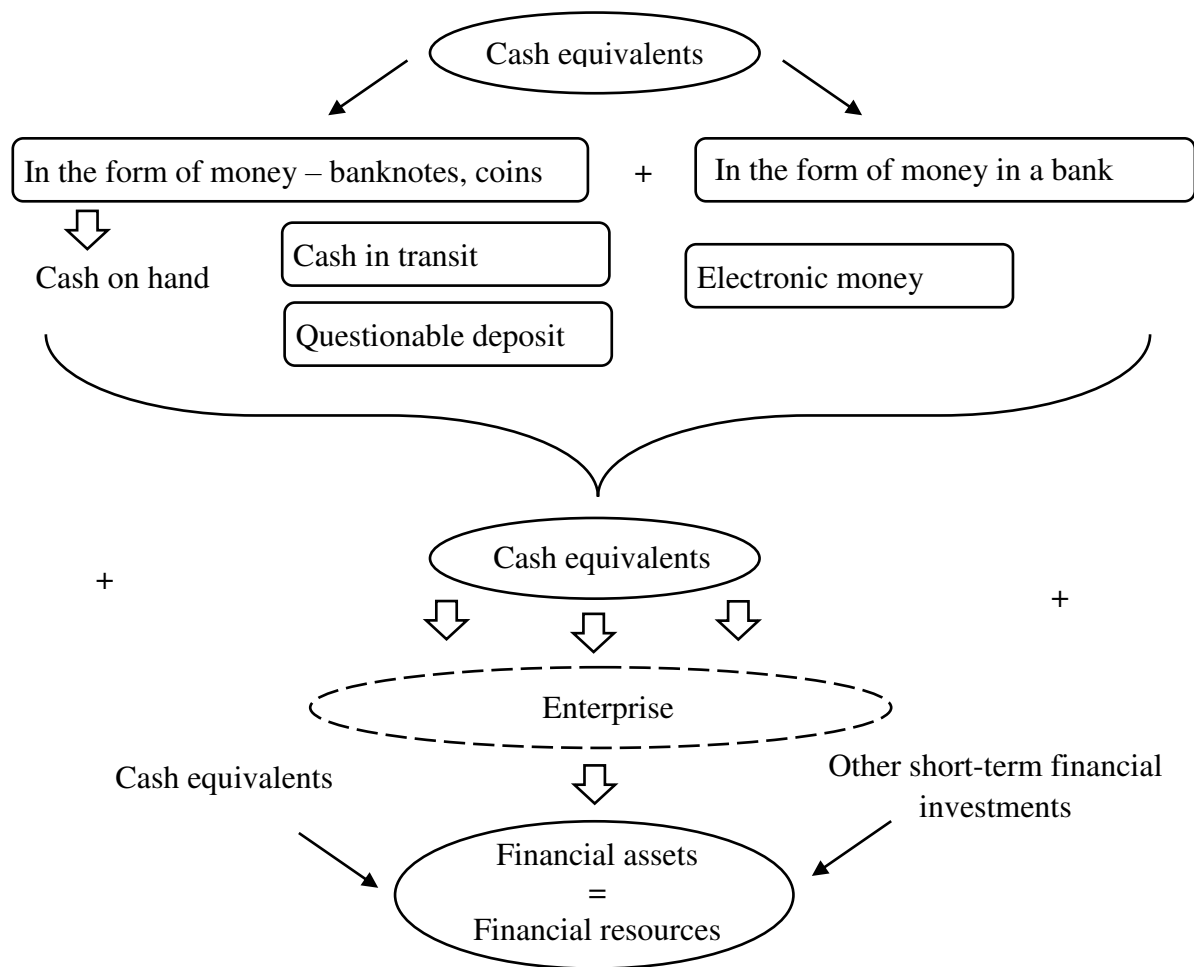 Cash equivalents
In the form of money – banknotes, coins
+
In the form of money in a bank
Cash on hand
Cash in transit
Electronic money
Questionable deposit
Cash equivalents
+
+
Enterprise
Cash equivalents
Other short-term financial
investments
Financial assets
=
Financial resources